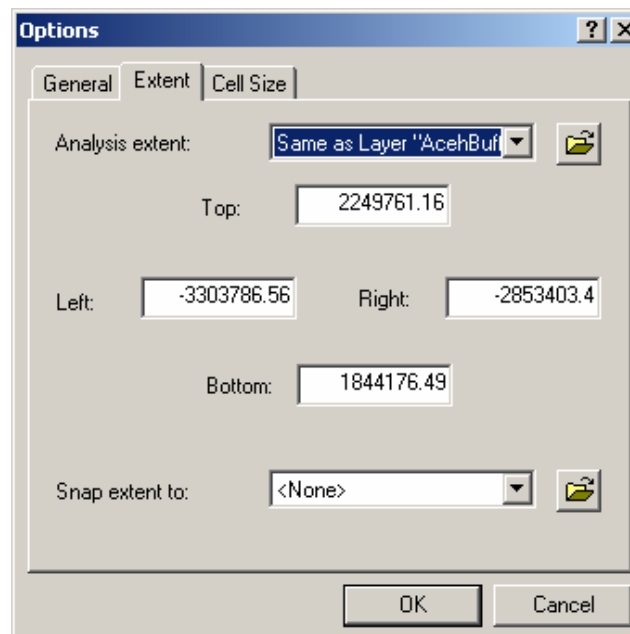 Options
General Extent Cell Size
Analysis extent: Same as Layer "AcehBuf
Top: 2249761.16
Left: -3303786.56 Right: -2853403.4
Bottom: 1844176.49
Snap extent to: <None>
OK Cancel